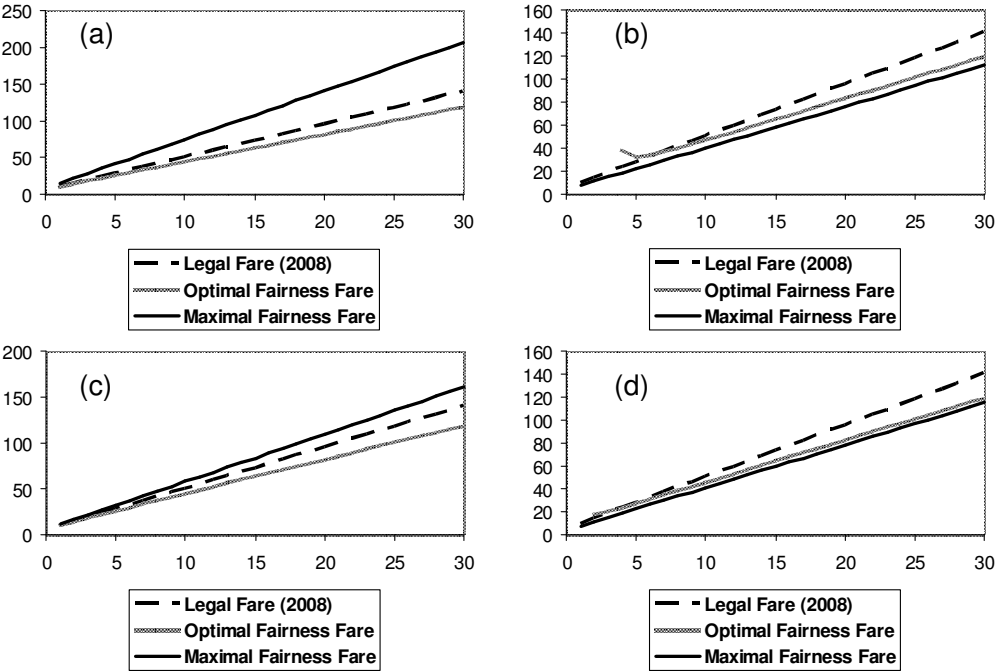 (a)
250
200
150
100
50
0
0 5 10 15 20 25 30
Legal Fare (2008)
Optimal Fairness Fare
Maximal Fairness Fare
(b)
160
140
120
100
80
60
40
20
0
0 5 10 15 20 25 30
Legal Fare (2008)
Optimal Fairness Fare
Maximal Fairness Fare
(c)
200
150
100
50
0
0 5 10 15 20 25 30
Legal Fare (2008)
Optimal Fairness Fare
Maximal Fairness Fare
(d)
160
140
120
100
80
60
40
20
0
0 5 10 15 20 25 30
Legal Fare (2008)
Optimal Fairness Fare
Maximal Fairness Fare